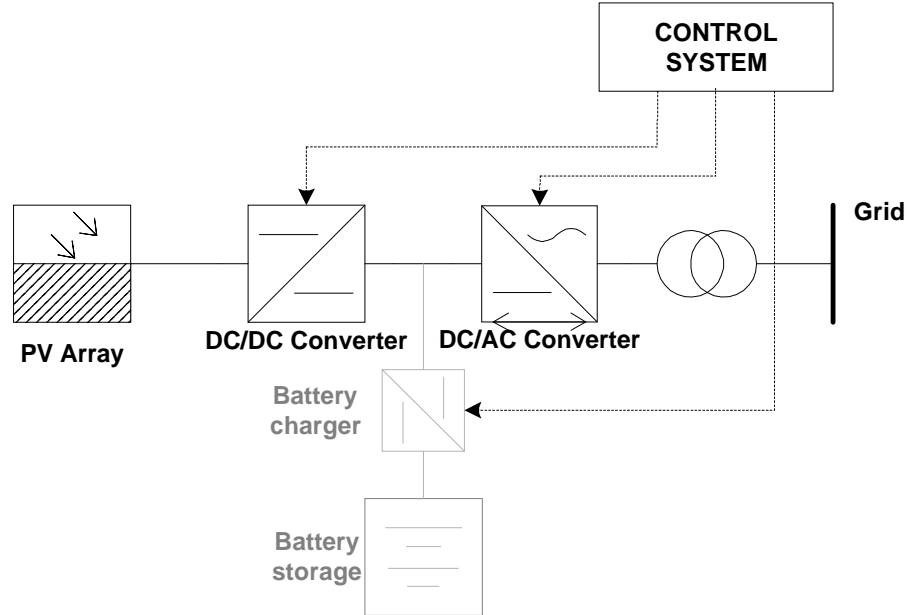 CONTROL
SYSTEM
Grid
PV Array
DC/DC Converter
DC/AC Converter
Battery
charger
Battery
storage